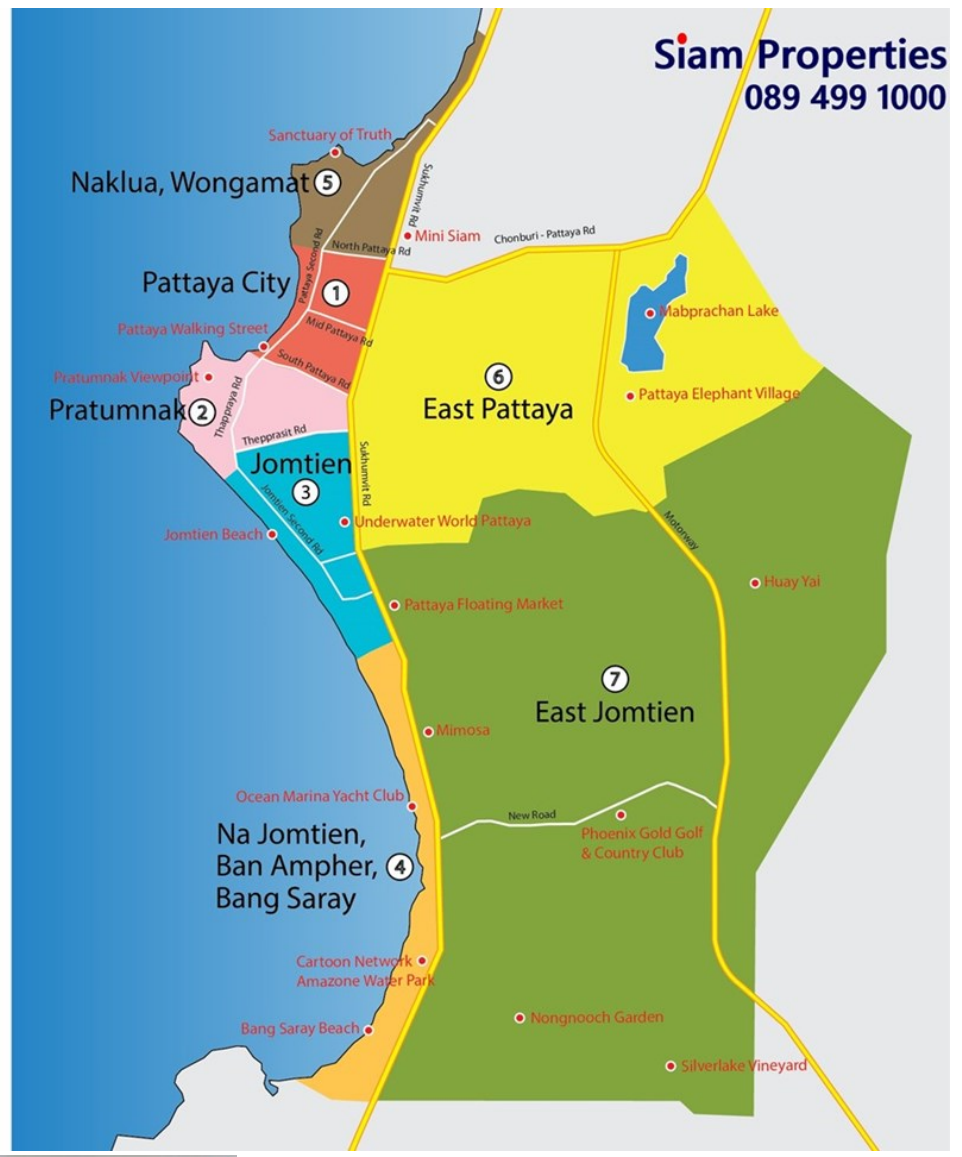 Siam Properties
089 499 1000
Sanctuary of Truth
Naklua, Wongamat 5
Sukhumvit Rd
Mini Siam
Chonburi - Pattaya Rd
North Pattaya Rd
Pattaya Second Rd
Pattaya City
1
Mabprachan Lake
Mid Pattaya Rd
Pattaya Walking Street
South Pattaya Rd
Pratumnak Viewpoint
6
East Pattaya
Pattaya Elephant Village
Pratumnak 2
Thappraya Rd
Thepprasit Rd
Jomtien
3
Sukhumvit Rd
Jomtien Second Rd
Underwater World Pattaya
Jomtien Beach
Motorway
Huay Yai
Pattaya Floating Market
7
East Jomtien
Mimosa
Ocean Marina Yacht Club
New Road
Phoenix Gold Golf
& Country Club
Na Jomtien,
Ban Ampher, 4
Bang Saray
Cartoon Network
Amazone Water Park
Bang Saray Beach
Nongnooch Garden
Silverlake Vineyard